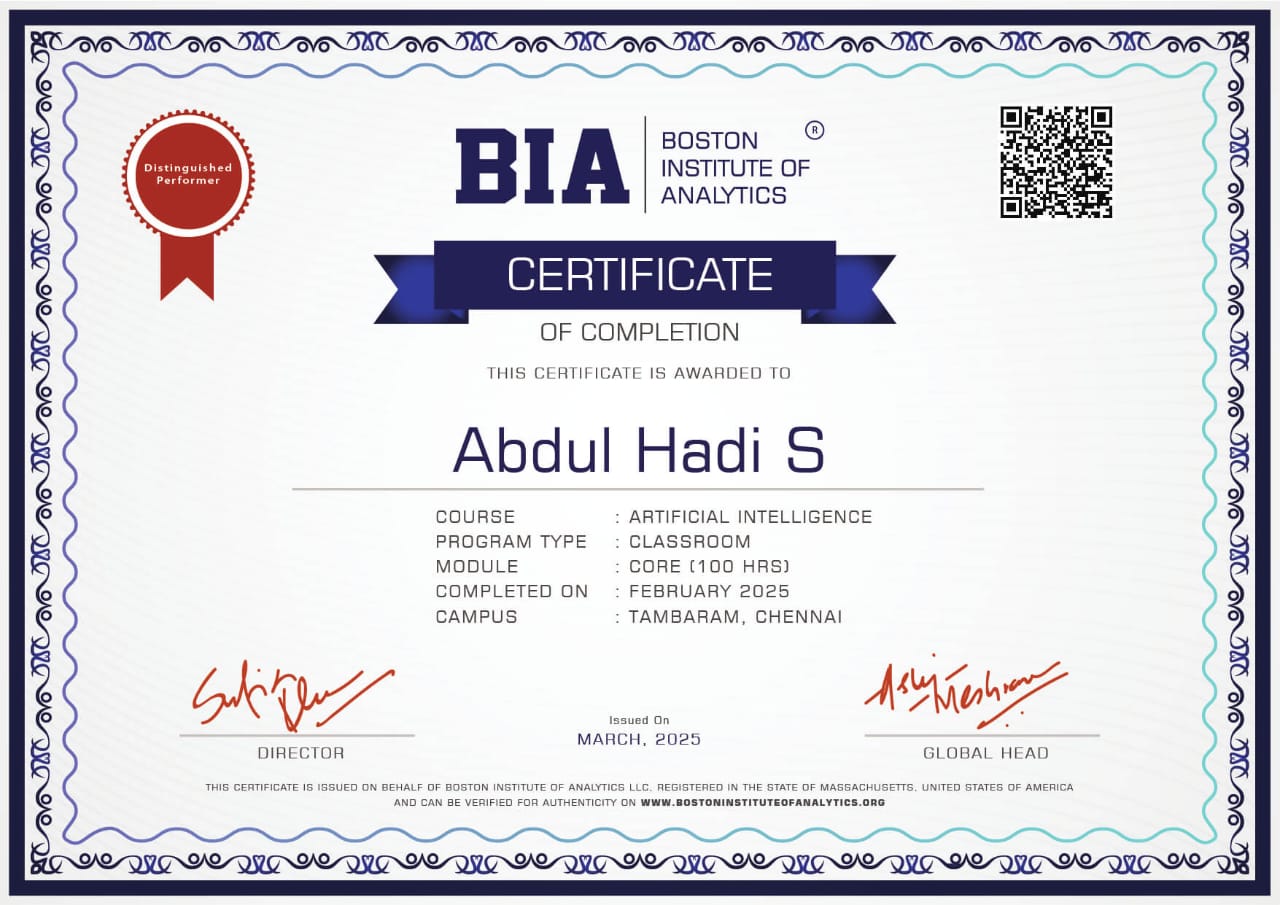 Distinguished
Performer
BIA
BOSTON
INSTITUTE OF
ANALYTICS
®
CERTIFICATE
OF COMPLETION
THIS CERTIFICATE IS AWARDED TO
Abdul Hadi S
COURSE : ARTIFICIAL INTELLIGENCE
PROGRAM TYPE : CLASSROOM
MODULE : CORE (100 HRS)
COMPLETED ON : FEBRUARY 2025
CAMPUS : TAMBARAM, CHENNAI
DIRECTOR
Issued On
MARCH, 2025
Meshram
GLOBAL HEAD
THIS CERTIFICATE IS ISSUED ON BEHALF OF BOSTON INSTITUTE OF ANALYTICS LLC. REGISTERED IN THE STATE OF MASSACHUSETTS, UNITED STATES OF AMERICA
AND CAN BE VERIFIED FOR AUTHENTICITY ON WWW.BOSTONINSTITUTEOFANALYTICS.ORG